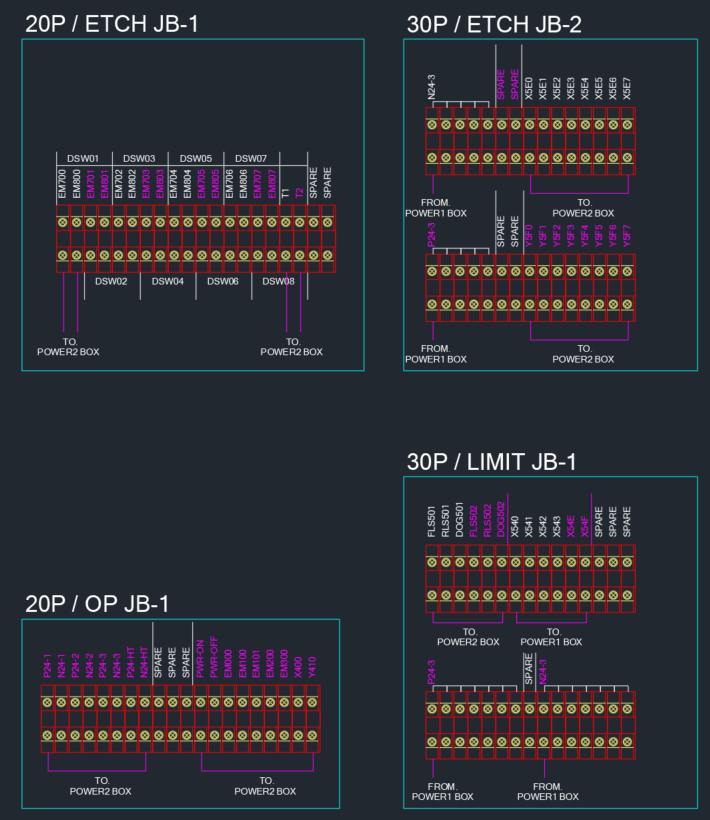 20P / ETCH JB-1
DSW01 DSW03 DSW05 DSW07
EM700 EM800 EM701 EM801 EM702 EM802 EM703 EM803 EM704 EM804 EM705 EM805 EM706 EM806 EM707 EM807 T1 T2 SPARE SPARE
DSW02 DSW04 DSW06 DSW08
TO. TO.
POWER2 BOX POWER2 BOX
30P / ETCH JB-2
N24-3 SPARE SPARE X5E0 X5E1 X5E2 X5E3 X5E4 X5E5 X5E6 X5E7
FROM. TO.
POWER1 BOX POWER2 BOX
P24-3 SPARE SPARE Y5F0 Y5F1 Y5F2 Y5F3 Y5F4 Y5F5 Y5F6 Y5F7
FROM. TO.
POWER1 BOX POWER2 BOX
20P / OP JB-1
P24-1 N24-1 P24-2 N24-2 P24-3 N24-3 P24-HT N24-HT SPARE SPARE SPARE PWR-ON PWR-OFF EM000 EM100 EM101 EM200 EM300 X400 Y410
TO. TO.
POWER2 BOX POWER2 BOX
30P / LIMIT JB-1
FLS501 RLS501 DOG501 FLS502 RLS502 DOG502 X540 X541 X542 X543 X54E X54F SPARE SPARE SPARE
TO. TO.
POWER2 BOX POWER1 BOX
P24-3 SPARE N24-3
FROM. FROM.
POWER1 BOX POWER1 BOX